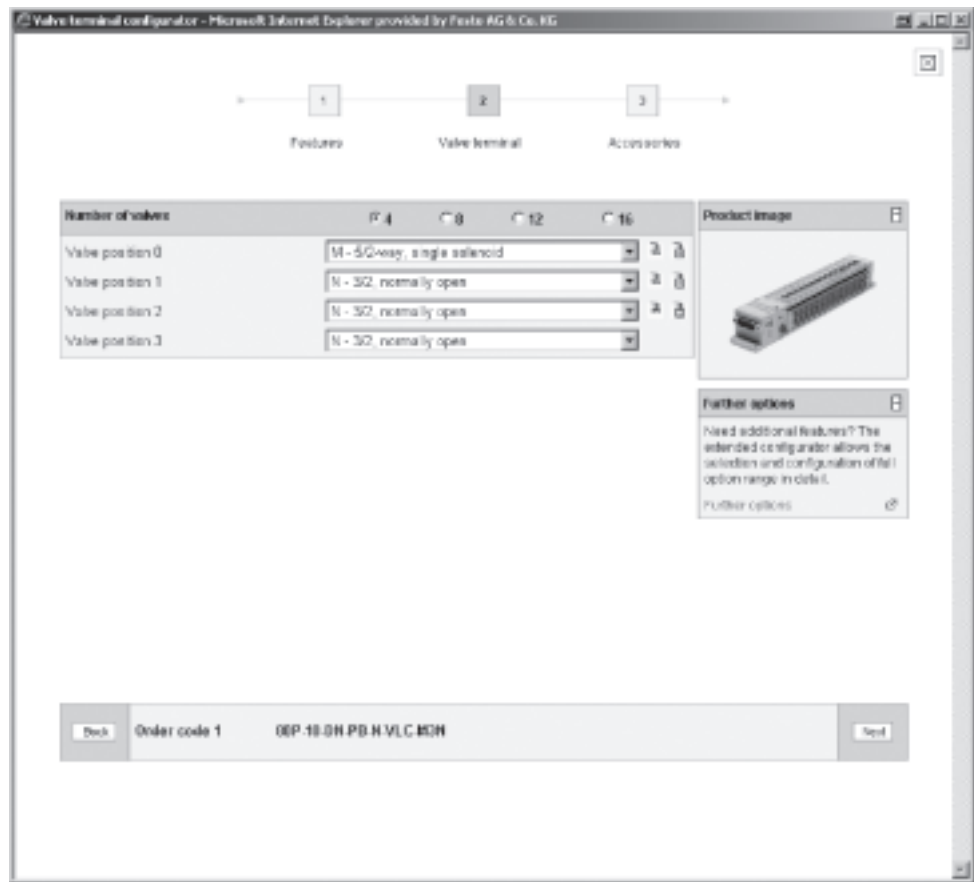 Valve terminal configurator - Microsoft Internet Explorer provided by Festo AG & Co. KG
1
2
3
Features
Valve terminal
Accessories
Number of valves
4
8
12
16
Product image
Valve position 0
M - 5/2-way, single solenoid
Valve position 1
N - 3/2, normally open
Valve position 2
N - 3/2, normally open
Valve position 3
N - 3/2, normally open
Further options
Need additional features? The
extended configurator allows the
selection and configuration of full
option range in detail.
Further options
Back
Order code 1
Next